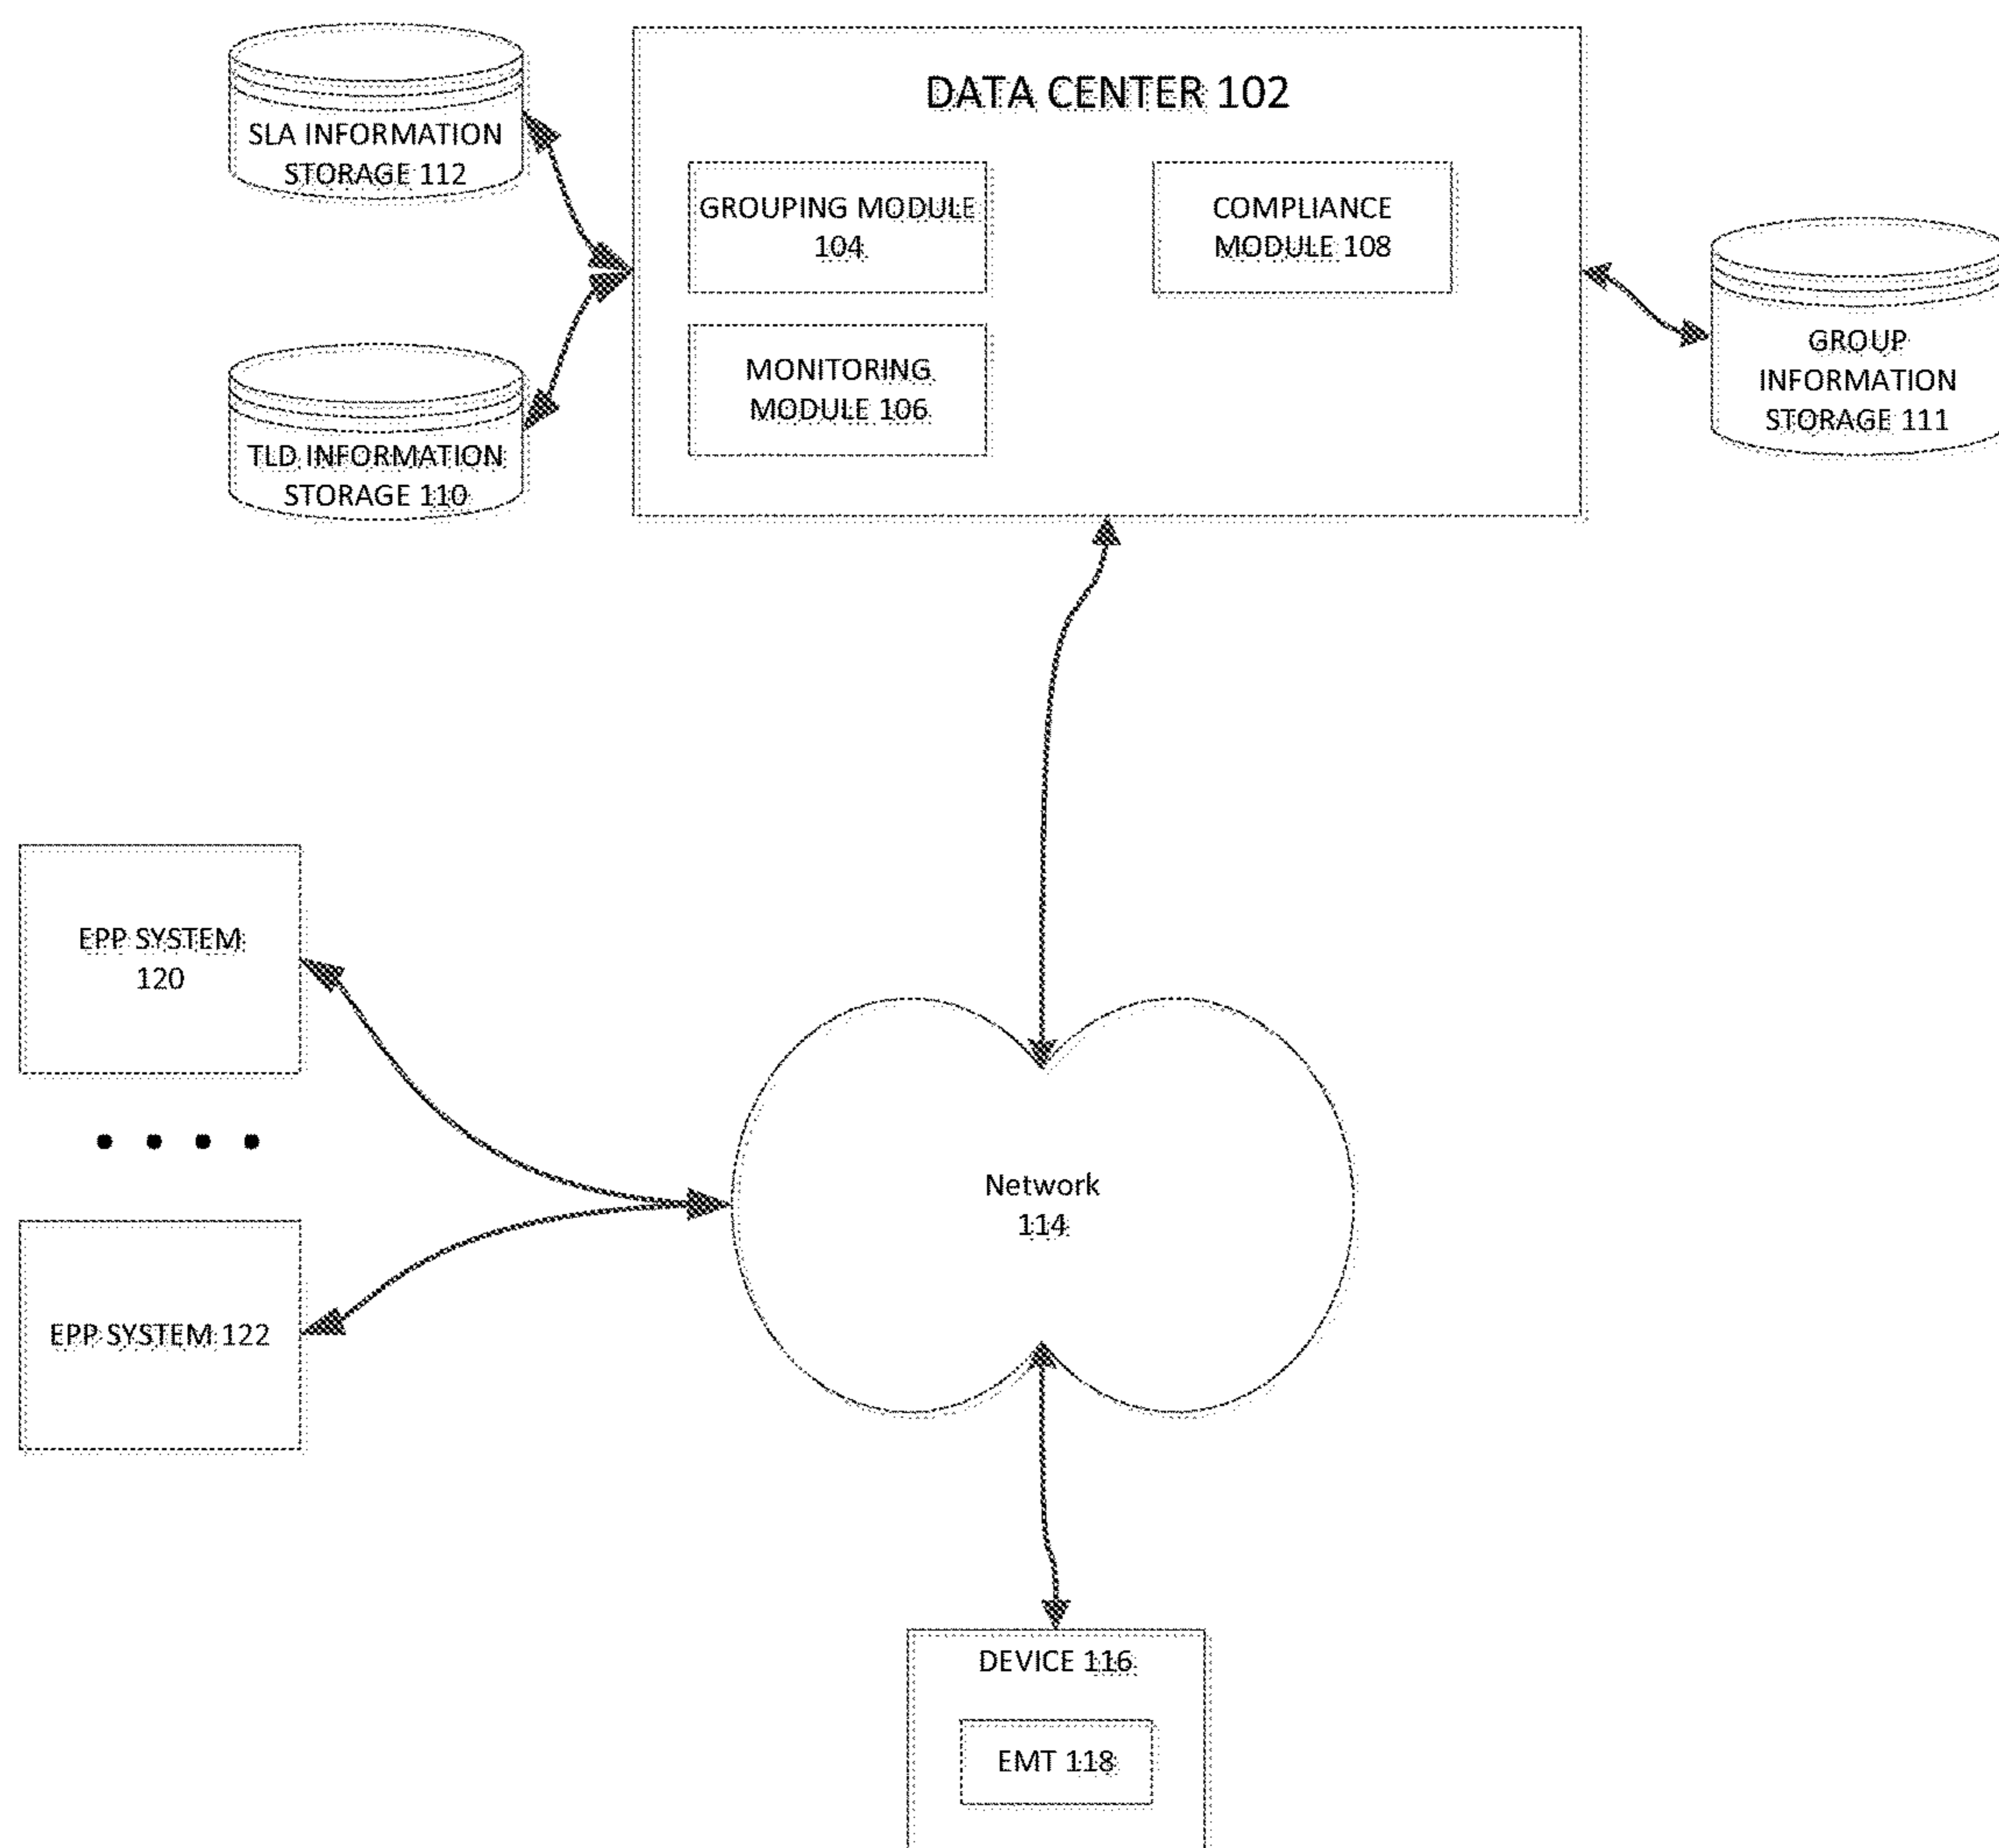 DATA CENTER 102
SLA INFORMATION
STORAGE 112
GROUPING MODULE
104
COMPLIANCE
MODULE 108
MONITORING
MODULE 106
GROUP
INFORMATION
STORAGE 111
TLD INFORMATION
STORAGE 110
EPP SYSTEM
120
Network
114
EPP SYSTEM 122
DEVICE 116
EMT 118